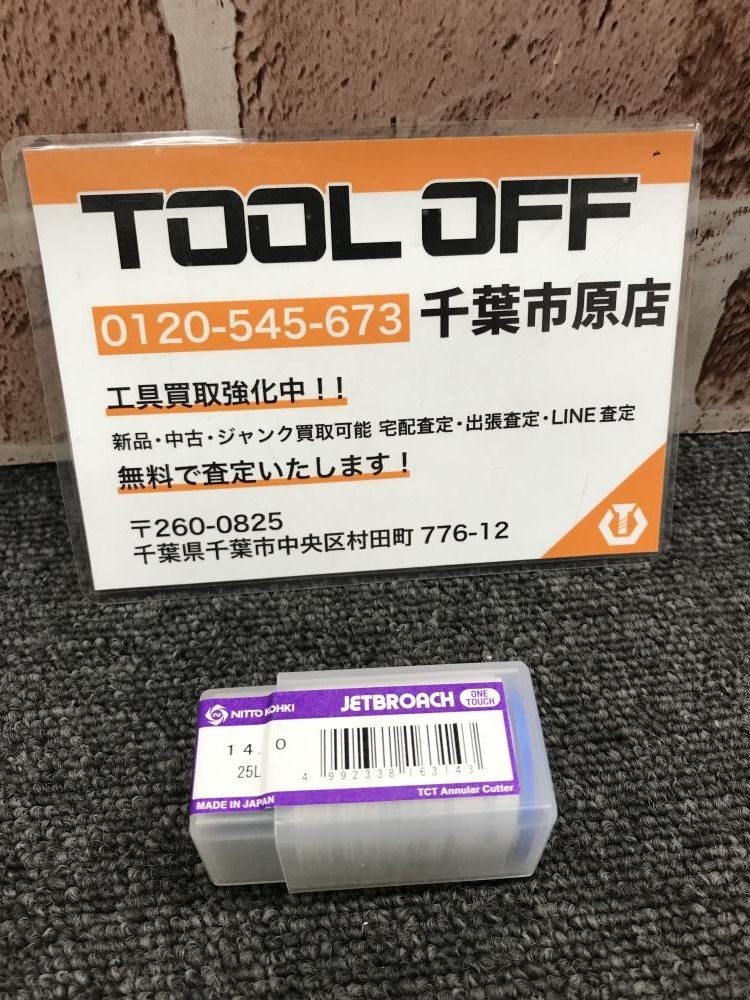 TOOL OFF
0120-545-673 千葉市原店
工具買取強化中!!
新品・中古・ジャンク買取可能 宅配査定・出張査定・LINE査定
無料で査定いたします!
〒260-0825
千葉県千葉市中央区村田町 776-12
NITTO KOHKI JETBROACH ONE TOUCH
14.0
25L
4 992338 163143
MADE IN JAPAN TCT Annular Cutter